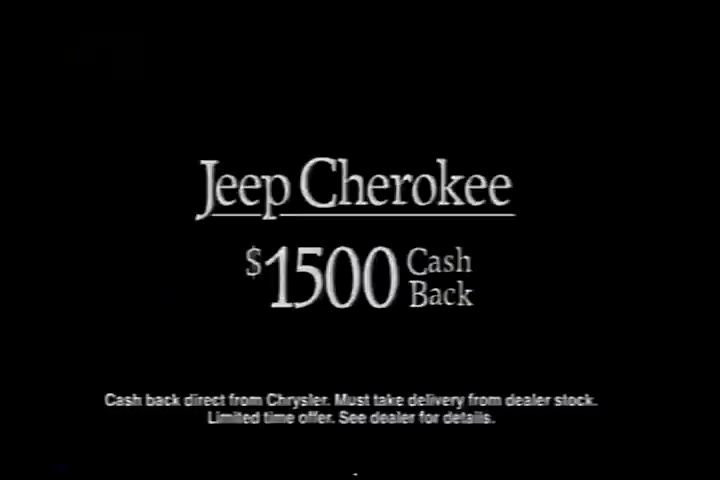 Jeep Cherokee
$1500 Cash Back
Cash back direct from Chrysler. Must take delivery from dealer stock.
Limited time offer. See dealer for details.